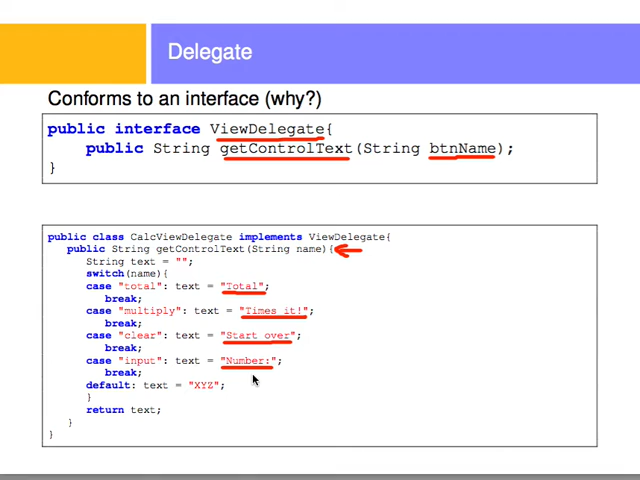 Delegate
Conforms to an interface (why?)
public interface ViewDelegate{
public String getControlText(String btnName);
}
public class CalcViewDelegate implements ViewDelegate{
public String getControlText(String name){
String text = "";
switch(name){
case "total": text = "Total";
break;
case "multiply": text = "Times it!";
break;
case "clear": text = "Start over";
break;
case "input": text = "Number:";
break;
default: text = "XYZ";
}
return text;
}
}